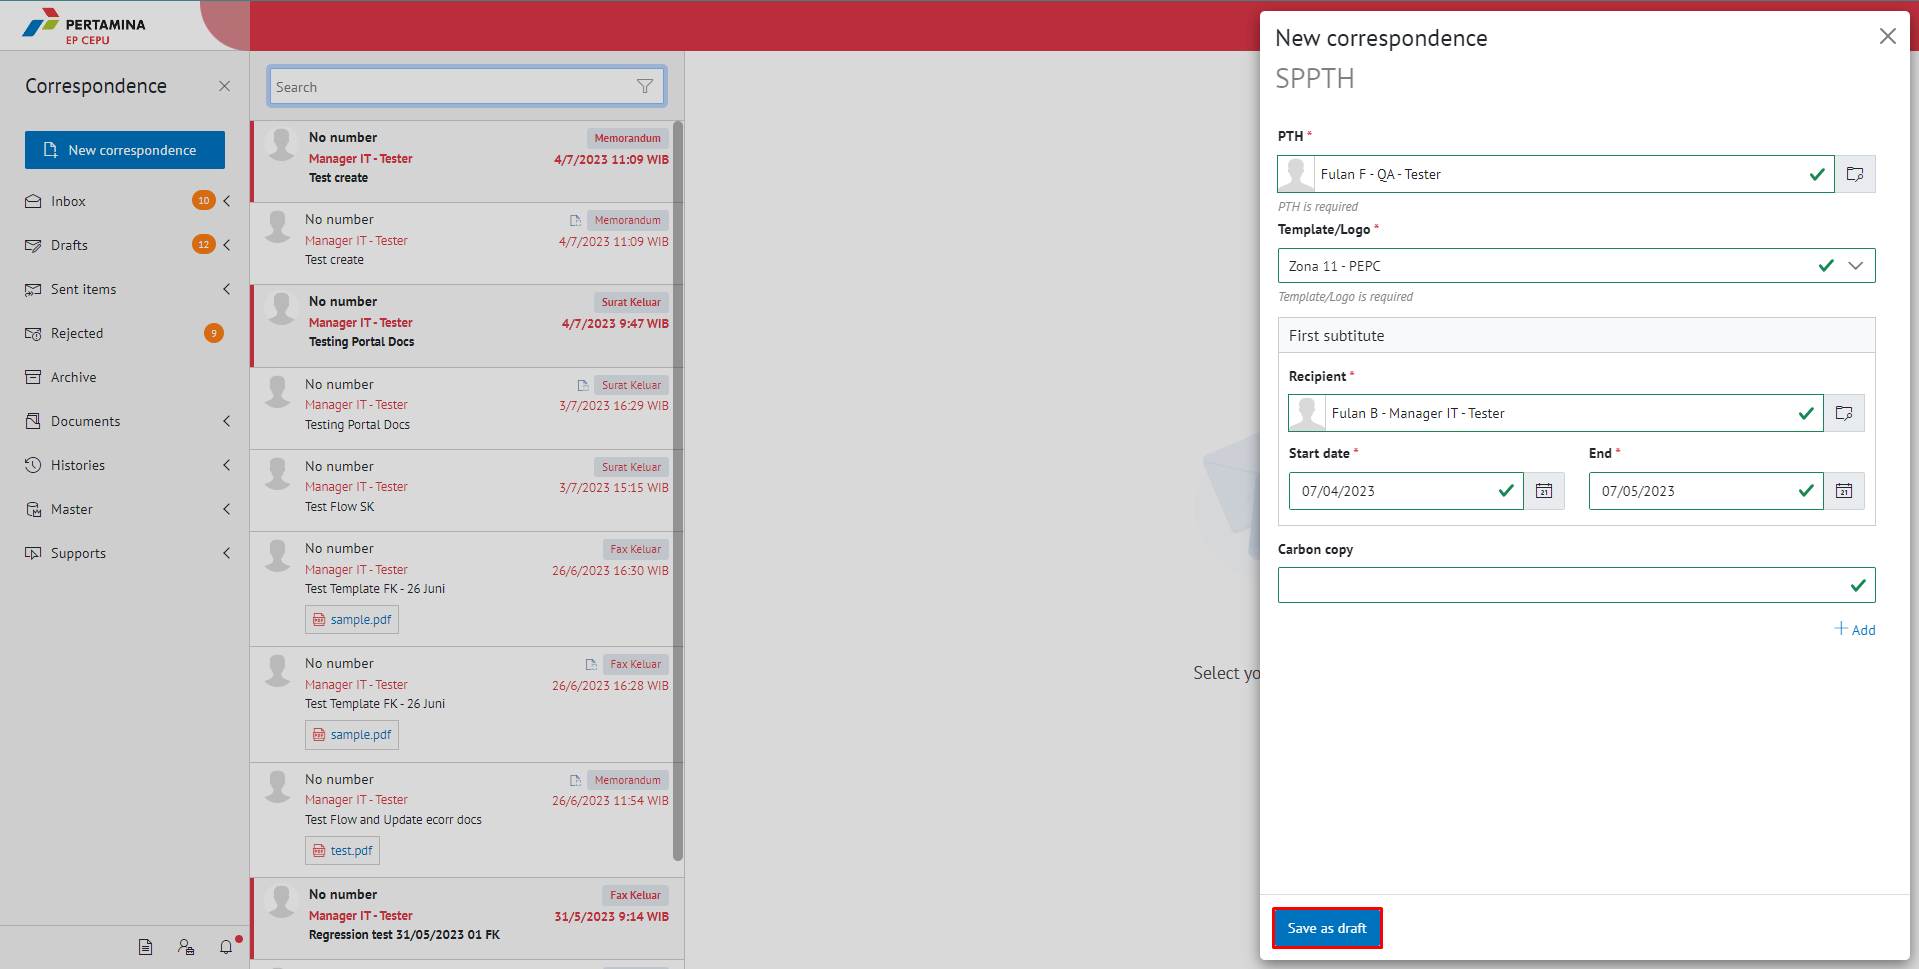 PERTAMINA
EP CEPU
Correspondence
New correspondence
Inbox 10
Drafts 12
Sent items
Rejected 9
Archive
Documents
Histories
Master
Supports
Search
No number Memorandum
Manager IT - Tester 4/7/2023 11:09 WIB
Test create
No number Memorandum
Manager IT - Tester 4/7/2023 11:09 WIB
Test create
No number Surat Keluar
Manager IT - Tester 4/7/2023 9:47 WIB
Testing Portal Docs
No number Surat Keluar
Manager IT - Tester 3/7/2023 16:29 WIB
Testing Portal Docs
No number Surat Keluar
Manager IT - Tester 3/7/2023 15:15 WIB
Test Flow SK
No number Fax Keluar
Manager IT - Tester 26/6/2023 16:30 WIB
Test Template FK - 26 Juni
sample.pdf
No number Fax Keluar
Manager IT - Tester 26/6/2023 16:28 WIB
Test Template FK - 26 Juni
sample.pdf
No number Memorandum
Manager IT - Tester 26/6/2023 11:54 WIB
Test Flow and Update ecorr docs
test.pdf
No number Fax Keluar
Manager IT - Tester 31/5/2023 9:14 WIB
Regression test 31/05/2023 01 FK
Select yo
New correspondence
SPPTH
PTH *
Fulan F - QA - Tester
PTH is required
Template/Logo *
Zona 11 - PEPC
Template/Logo is required
First subtitute
Recipient *
Fulan B - Manager IT - Tester
Start date * End *
07/04/2023 21 07/05/2023 21
Carbon copy
+ Add
Save as draft